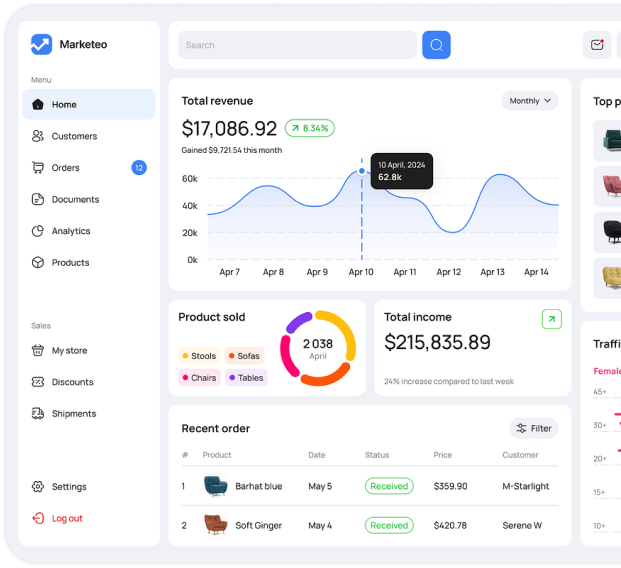 Marketeo
Menu
Home
Customers
Orders 12
Documents
Analytics
Products
Sales
My store
Discounts
Shipments
Settings
Log out
Search
Total revenue
Monthly
$17,086.92 8.34%
Gained $9,721.54 this month
10 April, 2024
62.8k
60k
40k
20k
0k
Apr 7 Apr 8 Apr 9 Apr 10 Apr 11 Apr 12 Apr 13 Apr 14
Product sold
Stools Sofas
Chairs Tables
2 038
April
Total income
$215,835.89
24% increase compared to last week
Recent order
Filter
# Product Date Status Price Customer
1 Barhat blue May 5 Received $359.90 M-Starlight
2 Soft Ginger May 4 Received $420.78 Serene W
Top p
Traffi
Female
45+
30+
20+
15+
10+